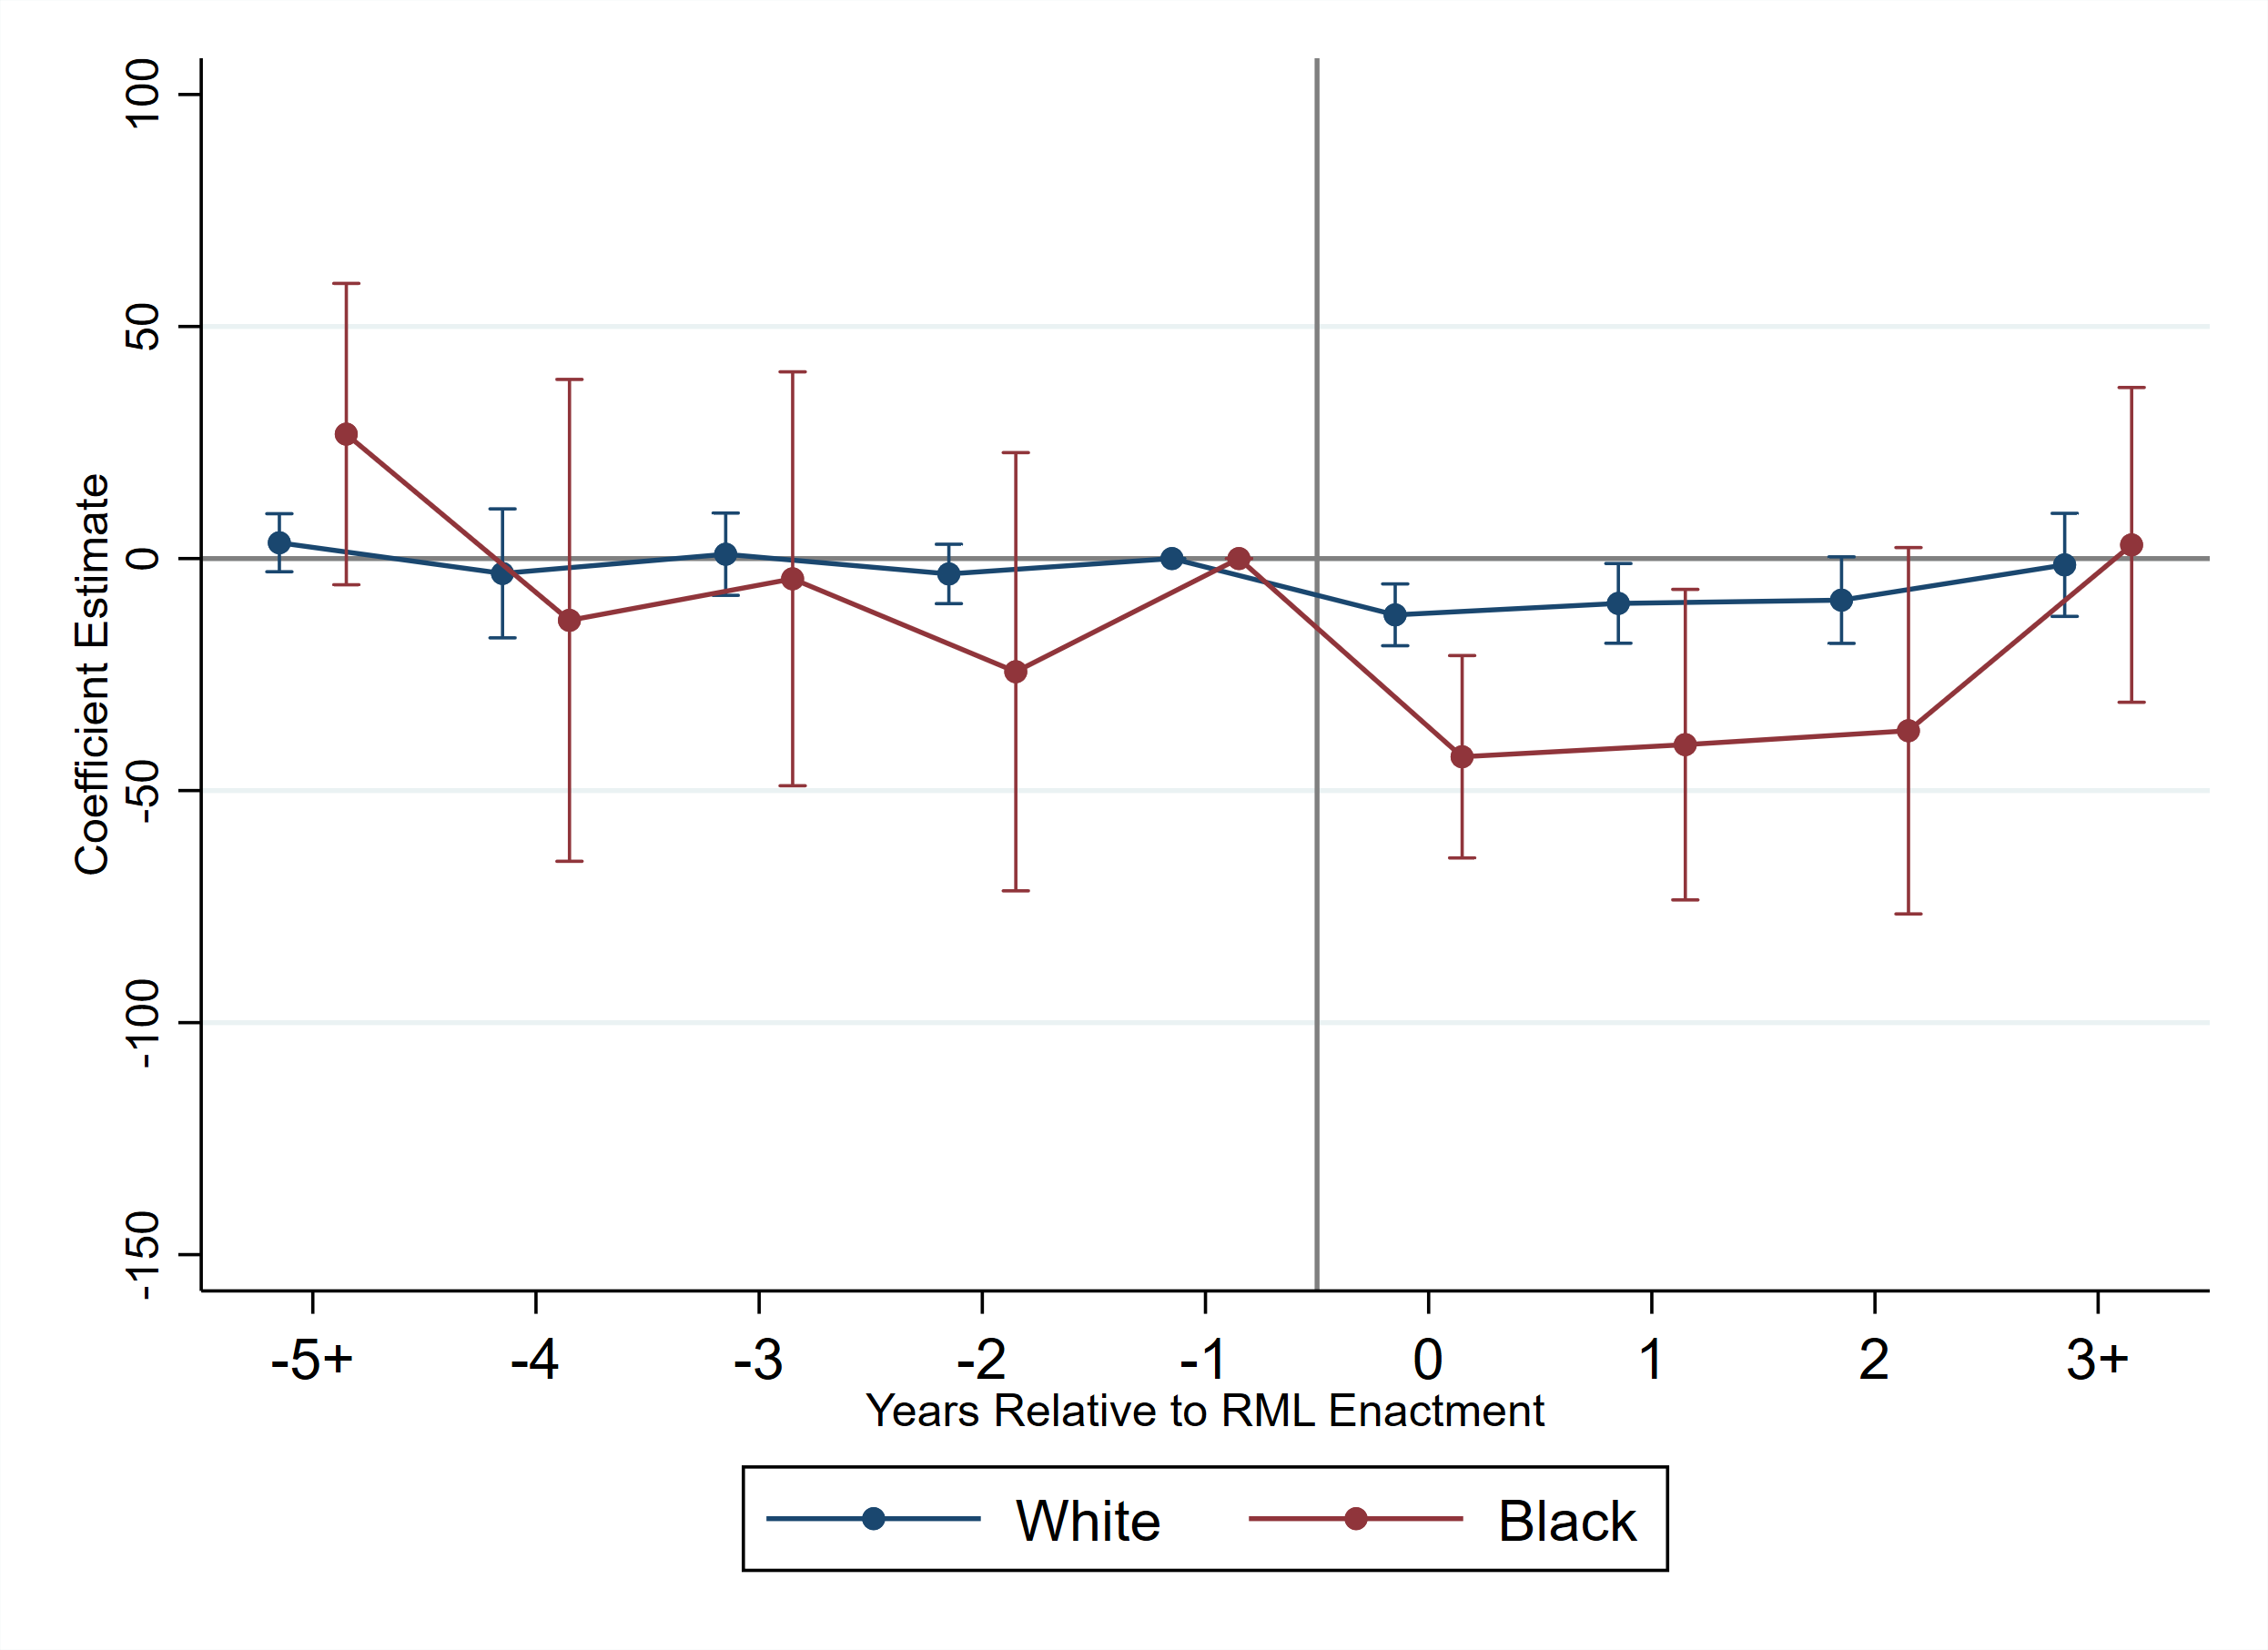 Coefficient Estimate
100
50
0
-50
-100
-150
-5+ -4 -3 -2 -1 0 1 2 3+
Years Relative to RML Enactment
White Black